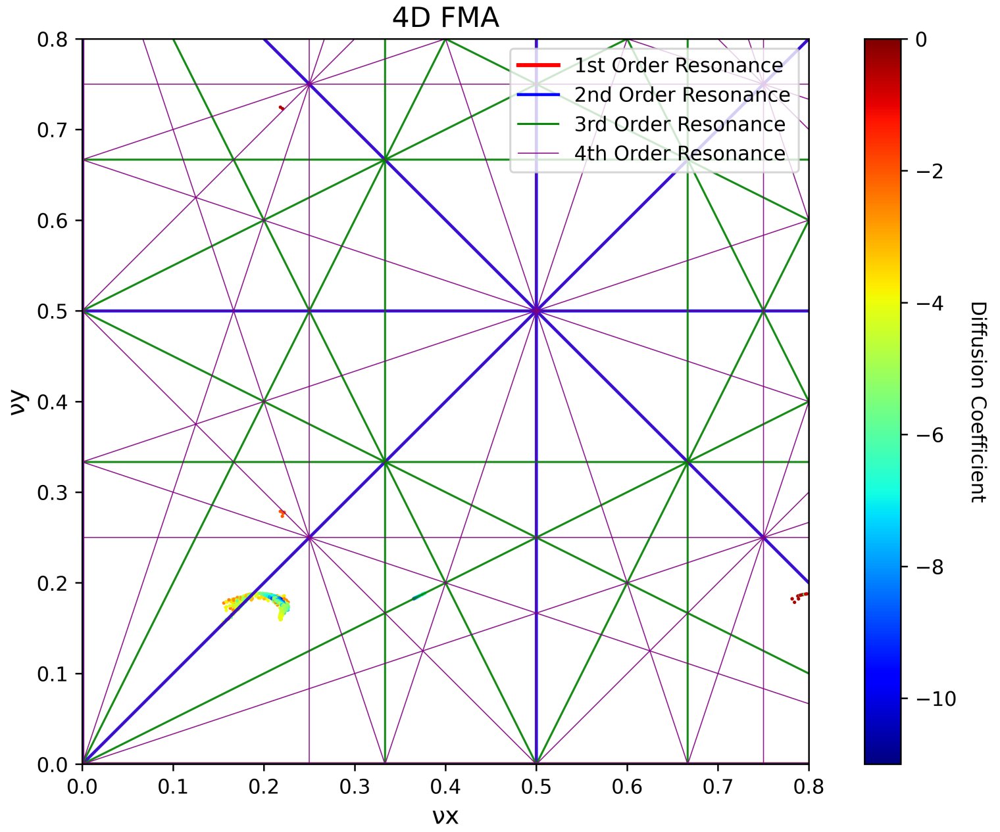 4D FMA
0.8
0.7
0.6
0.5
0.4
0.3
0.2
0.1
0.0
νy
0.0 0.1 0.2 0.3 0.4 0.5 0.6 0.7 0.8
νx
1st Order Resonance
2nd Order Resonance
3rd Order Resonance
4th Order Resonance
0
−2
−4
−6
−8
−10
Diffusion Coefficient